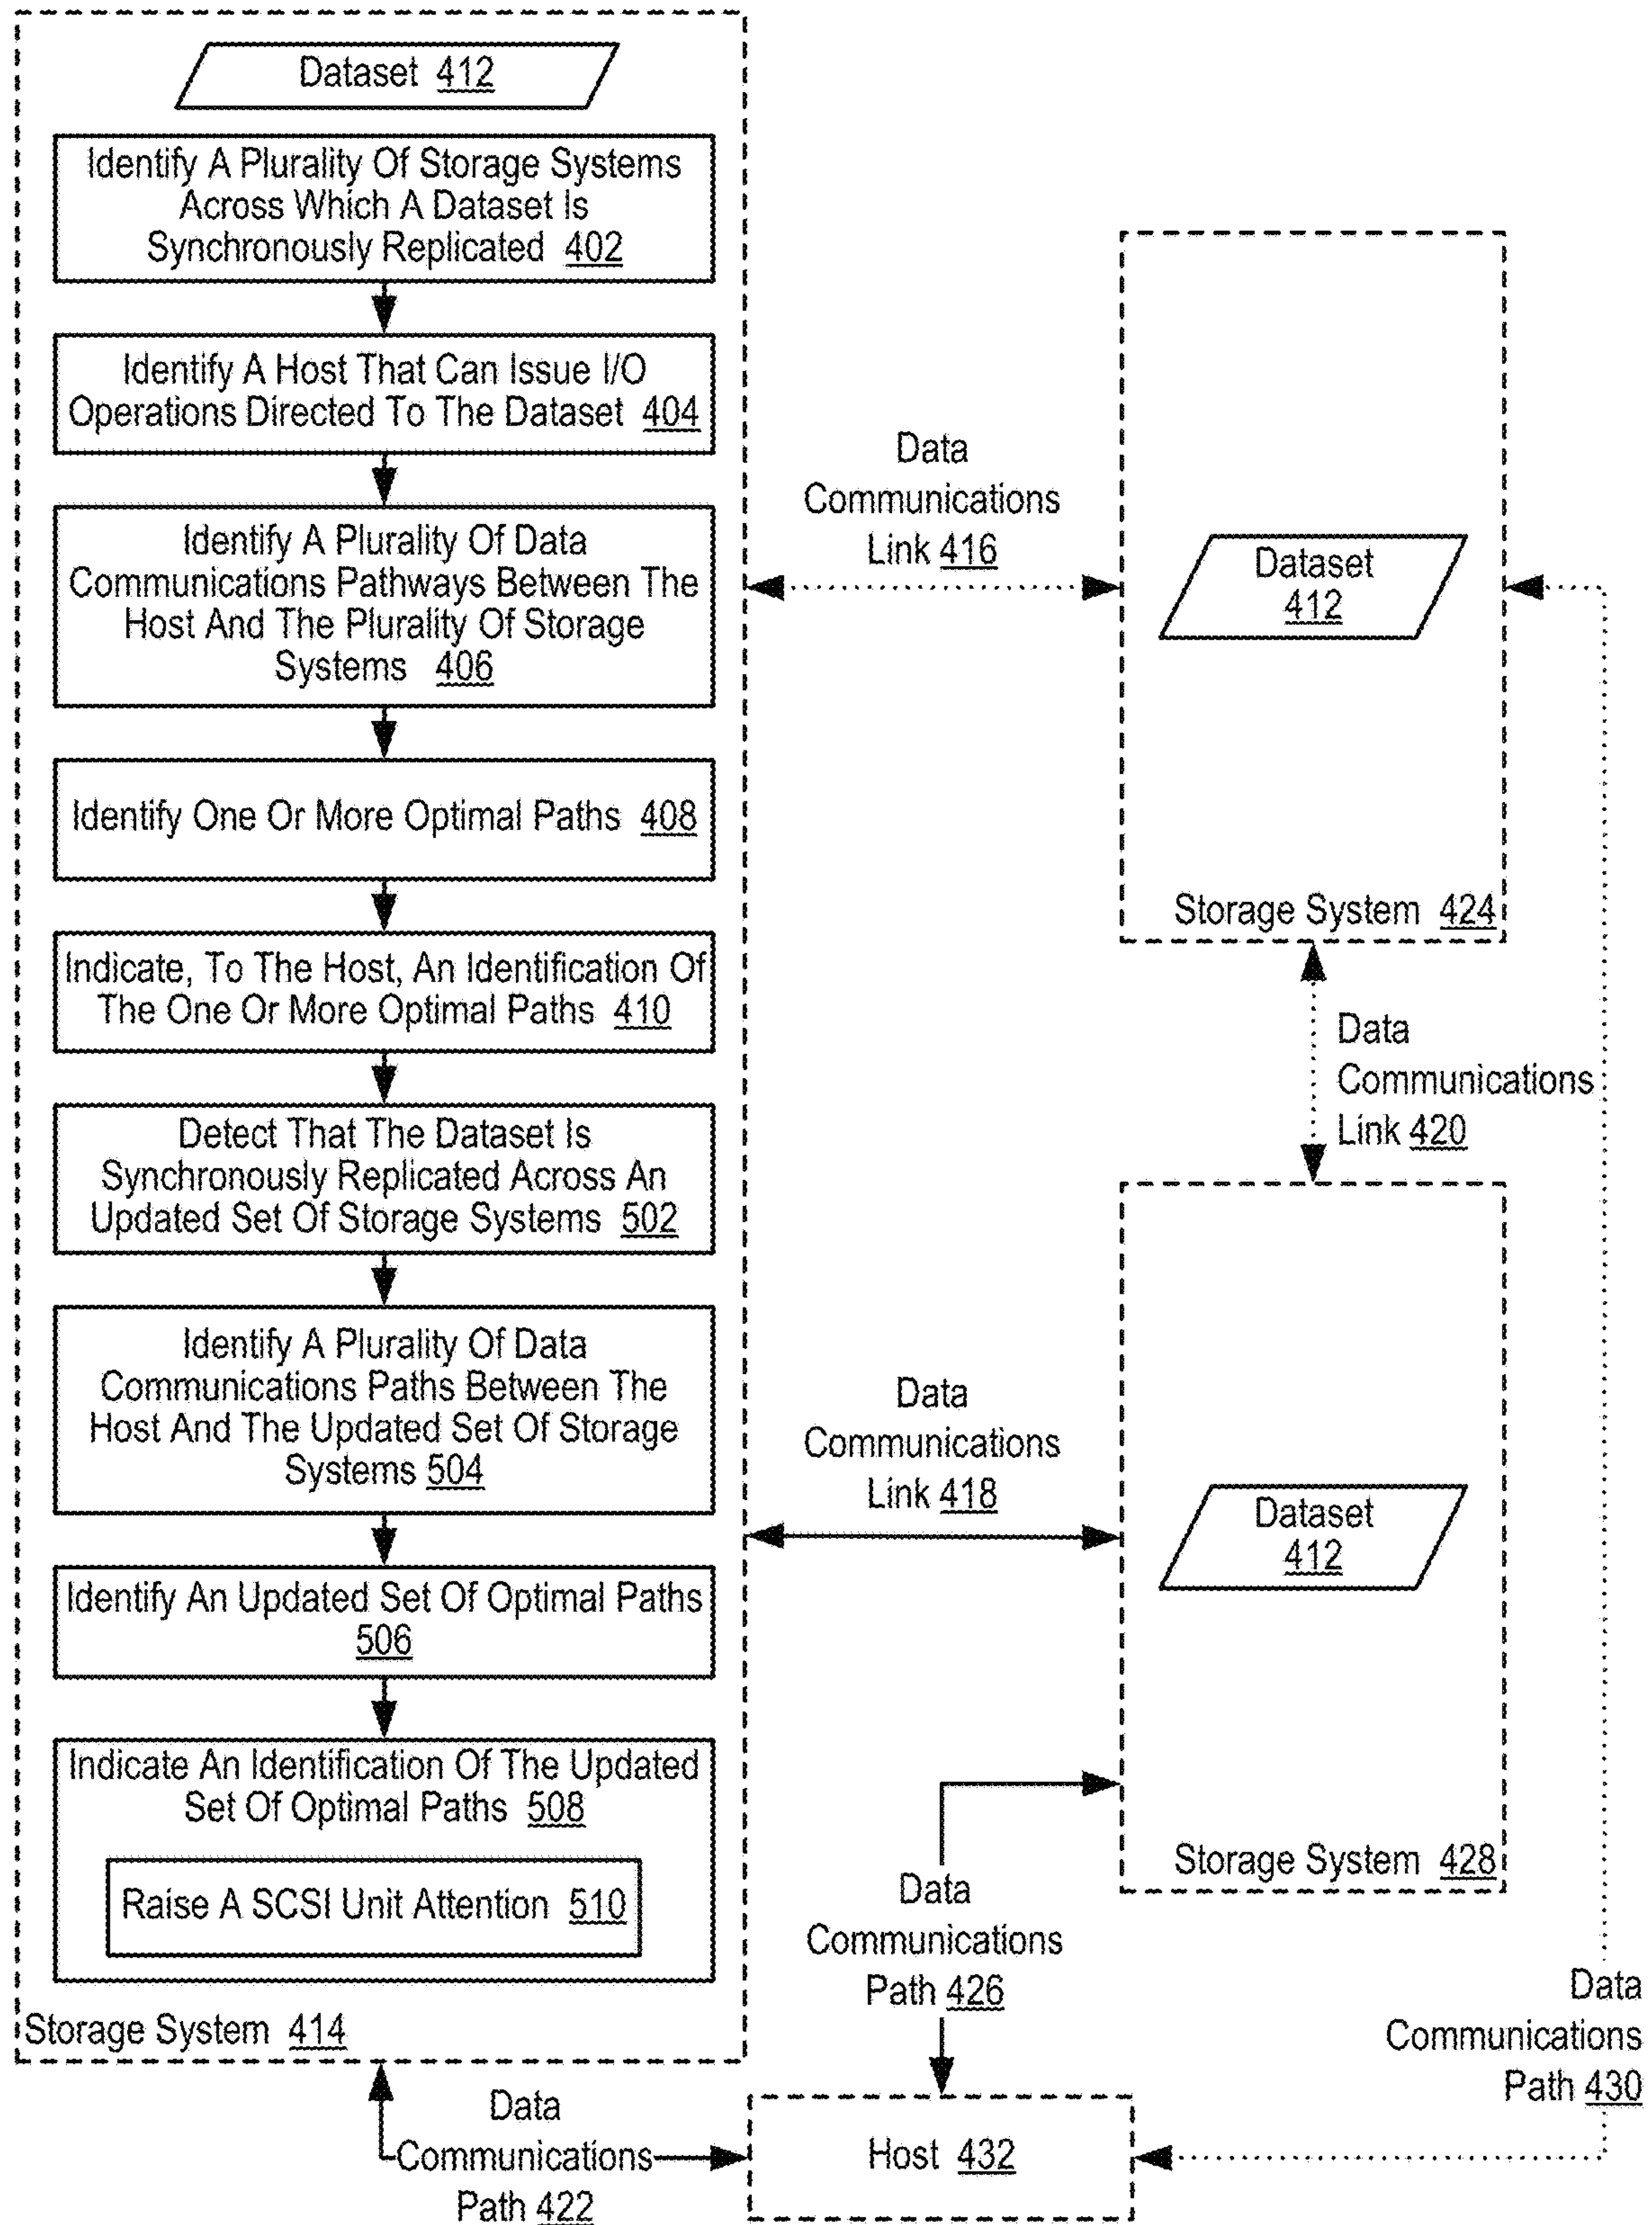 Dataset 412
Identify A Plurality Of Storage Systems
Across Which A Dataset Is
Synchronously Replicated 402
Identify A Host That Can Issue I/O
Operations Directed To The Dataset 404
Identify A Plurality Of Data
Communications Pathways Between The
Host And The Plurality Of Storage
Systems 406
Identify One Or More Optimal Paths 408
Indicate, To The Host, An Identification Of
The One Or More Optimal Paths 410
Detect That The Dataset Is
Synchronously Replicated Across An
Updated Set Of Storage Systems 502
Identify A Plurality Of Data
Communications Paths Between The
Host And The Updated Set Of Storage
Systems 504
Identify An Updated Set Of Optimal Paths
506
Indicate An Identification Of The Updated
Set Of Optimal Paths 508
Raise A SCSI Unit Attention 510
Storage System 414
Data
Communications
Link 416
Dataset
412
Storage System 424
Data
Communications
Link 420
Data
Communications
Link 418
Dataset
412
Storage System 428
Data
Communications
Path 426
Data
Communications
Path 430
Data
Communications
Path 422
Host 432